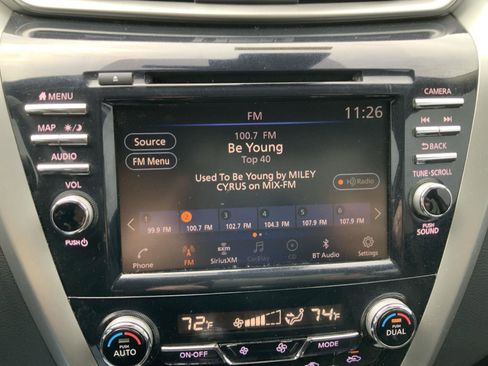 FM
11:26
100.7 FM
Be Young
Top 40
Used To Be Young by MILEY
CYRUS on MIX-FM
Source
FM Menu
HD Radio
1 2 3 4 5 6
99.9 FM 100.7 FM 102.7 FM 104.3 FM 107.9 FM 107.9 FM
Phone FM SiriusXM CarPlay CD BT Audio Settings
sxm
MENU
MAP
AUDIO
VOL
PUSH
CAMERA
BACK
TUNE·SCROLL
PUSH
SOUND
72°F
74°F
PUSH
AUTO
ON·OFF
MODE
PUSH
DUAL